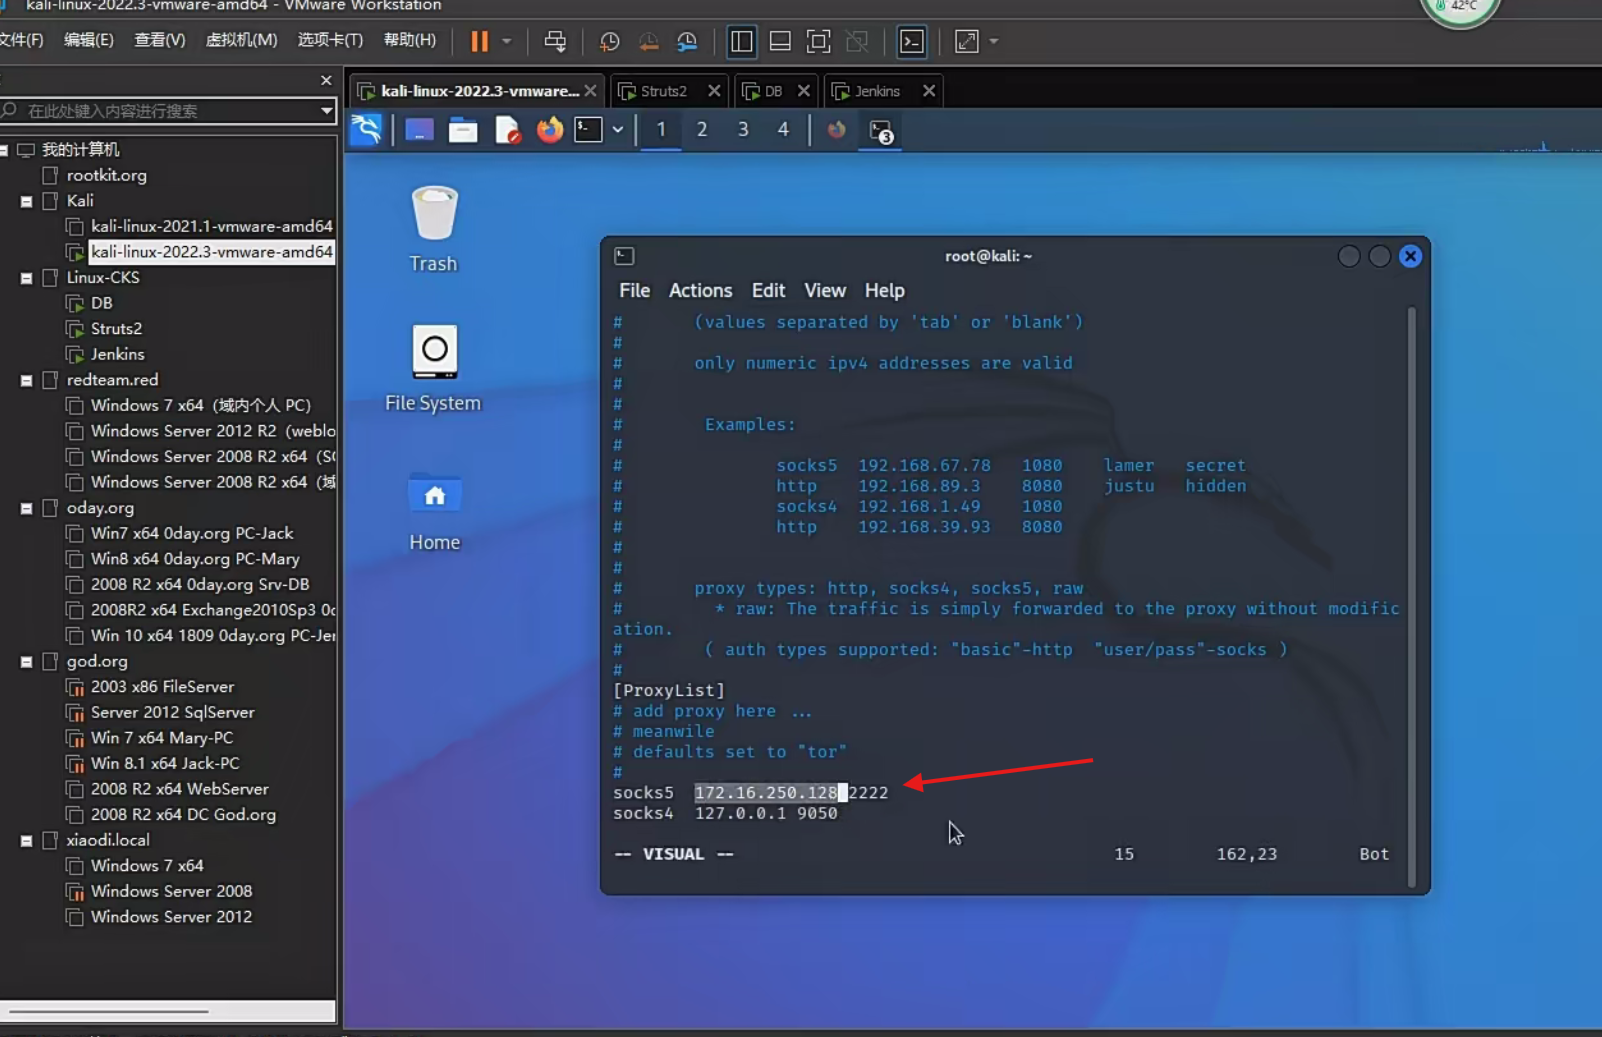 kali-linux-2022.3-vmware-amd64 - VMware Workstation
42°C
文件(F) 编辑(E) 查看(V) 虚拟机(M) 选项卡(T) 帮助(H)
在此处键入内容进行搜索
我的计算机
rootkit.org
Kali
kali-linux-2021.1-vmware-amd64
kali-linux-2022.3-vmware-amd64
Linux-CKS
DB
Struts2
Jenkins
redteam.red
Windows 7 x64 (域内个人 PC)
Windows Server 2012 R2 (weblo
Windows Server 2008 R2 x64 (S
Windows Server 2008 R2 x64 (域
oday.org
Win7 x64 0day.org PC-Jack
Win8 x64 0day.org PC-Mary
2008 R2 x64 0day.org Srv-DB
2008R2 x64 Exchange2010Sp3 0d
Win 10 x64 1809 0day.org PC-Jer
god.org
2003 x86 FileServer
Server 2012 SqlServer
Win 7 x64 Mary-PC
Win 8.1 x64 Jack-PC
2008 R2 x64 WebServer
2008 R2 x64 DC God.org
xiaodi.local
Windows 7 x64
Windows Server 2008
Windows Server 2012
kali-linux-2022.3-vmware... Struts2 DB Jenkins
1 2 3 4 3
Trash
File System
Home
root@kali: ~
File Actions Edit View Help
# (values separated by 'tab' or 'blank')
#
# only numeric ipv4 addresses are valid
#
#
# Examples:
#
# socks5 192.168.67.78 1080 lamer secret
# http 192.168.89.3 8080 justu hidden
# socks4 192.168.1.49 1080
# http 192.168.39.93 8080
#
#
# proxy types: http, socks4, socks5, raw
# * raw: The traffic is simply forwarded to the proxy without modific
ation.
# ( auth types supported: "basic"-http "user/pass"-socks )
#
[ProxyList]
# add proxy here ...
# meanwile
# defaults set to "tor"
#
socks5 172.16.250.128 2222
socks4 127.0.0.1 9050
-- VISUAL -- 15 162,23 Bot